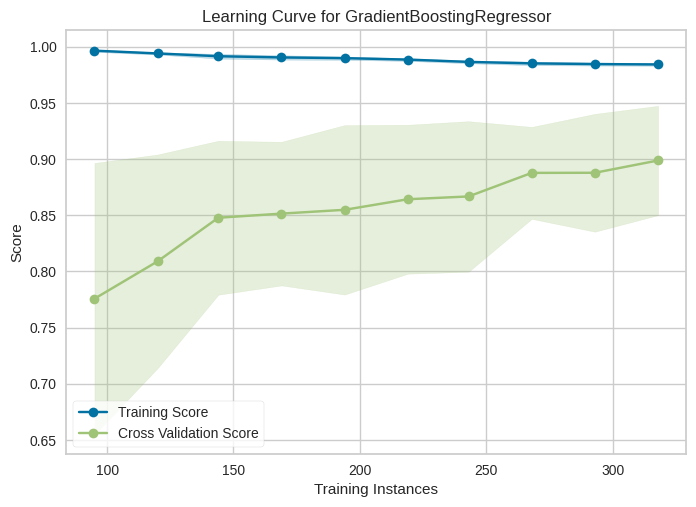 Learning Curve for GradientBoostingRegressor
1.00
0.95
0.90
0.85
0.80
0.75
0.70
0.65
Score
Training Score
Cross Validation Score
100
150
200
250
300
Training Instances